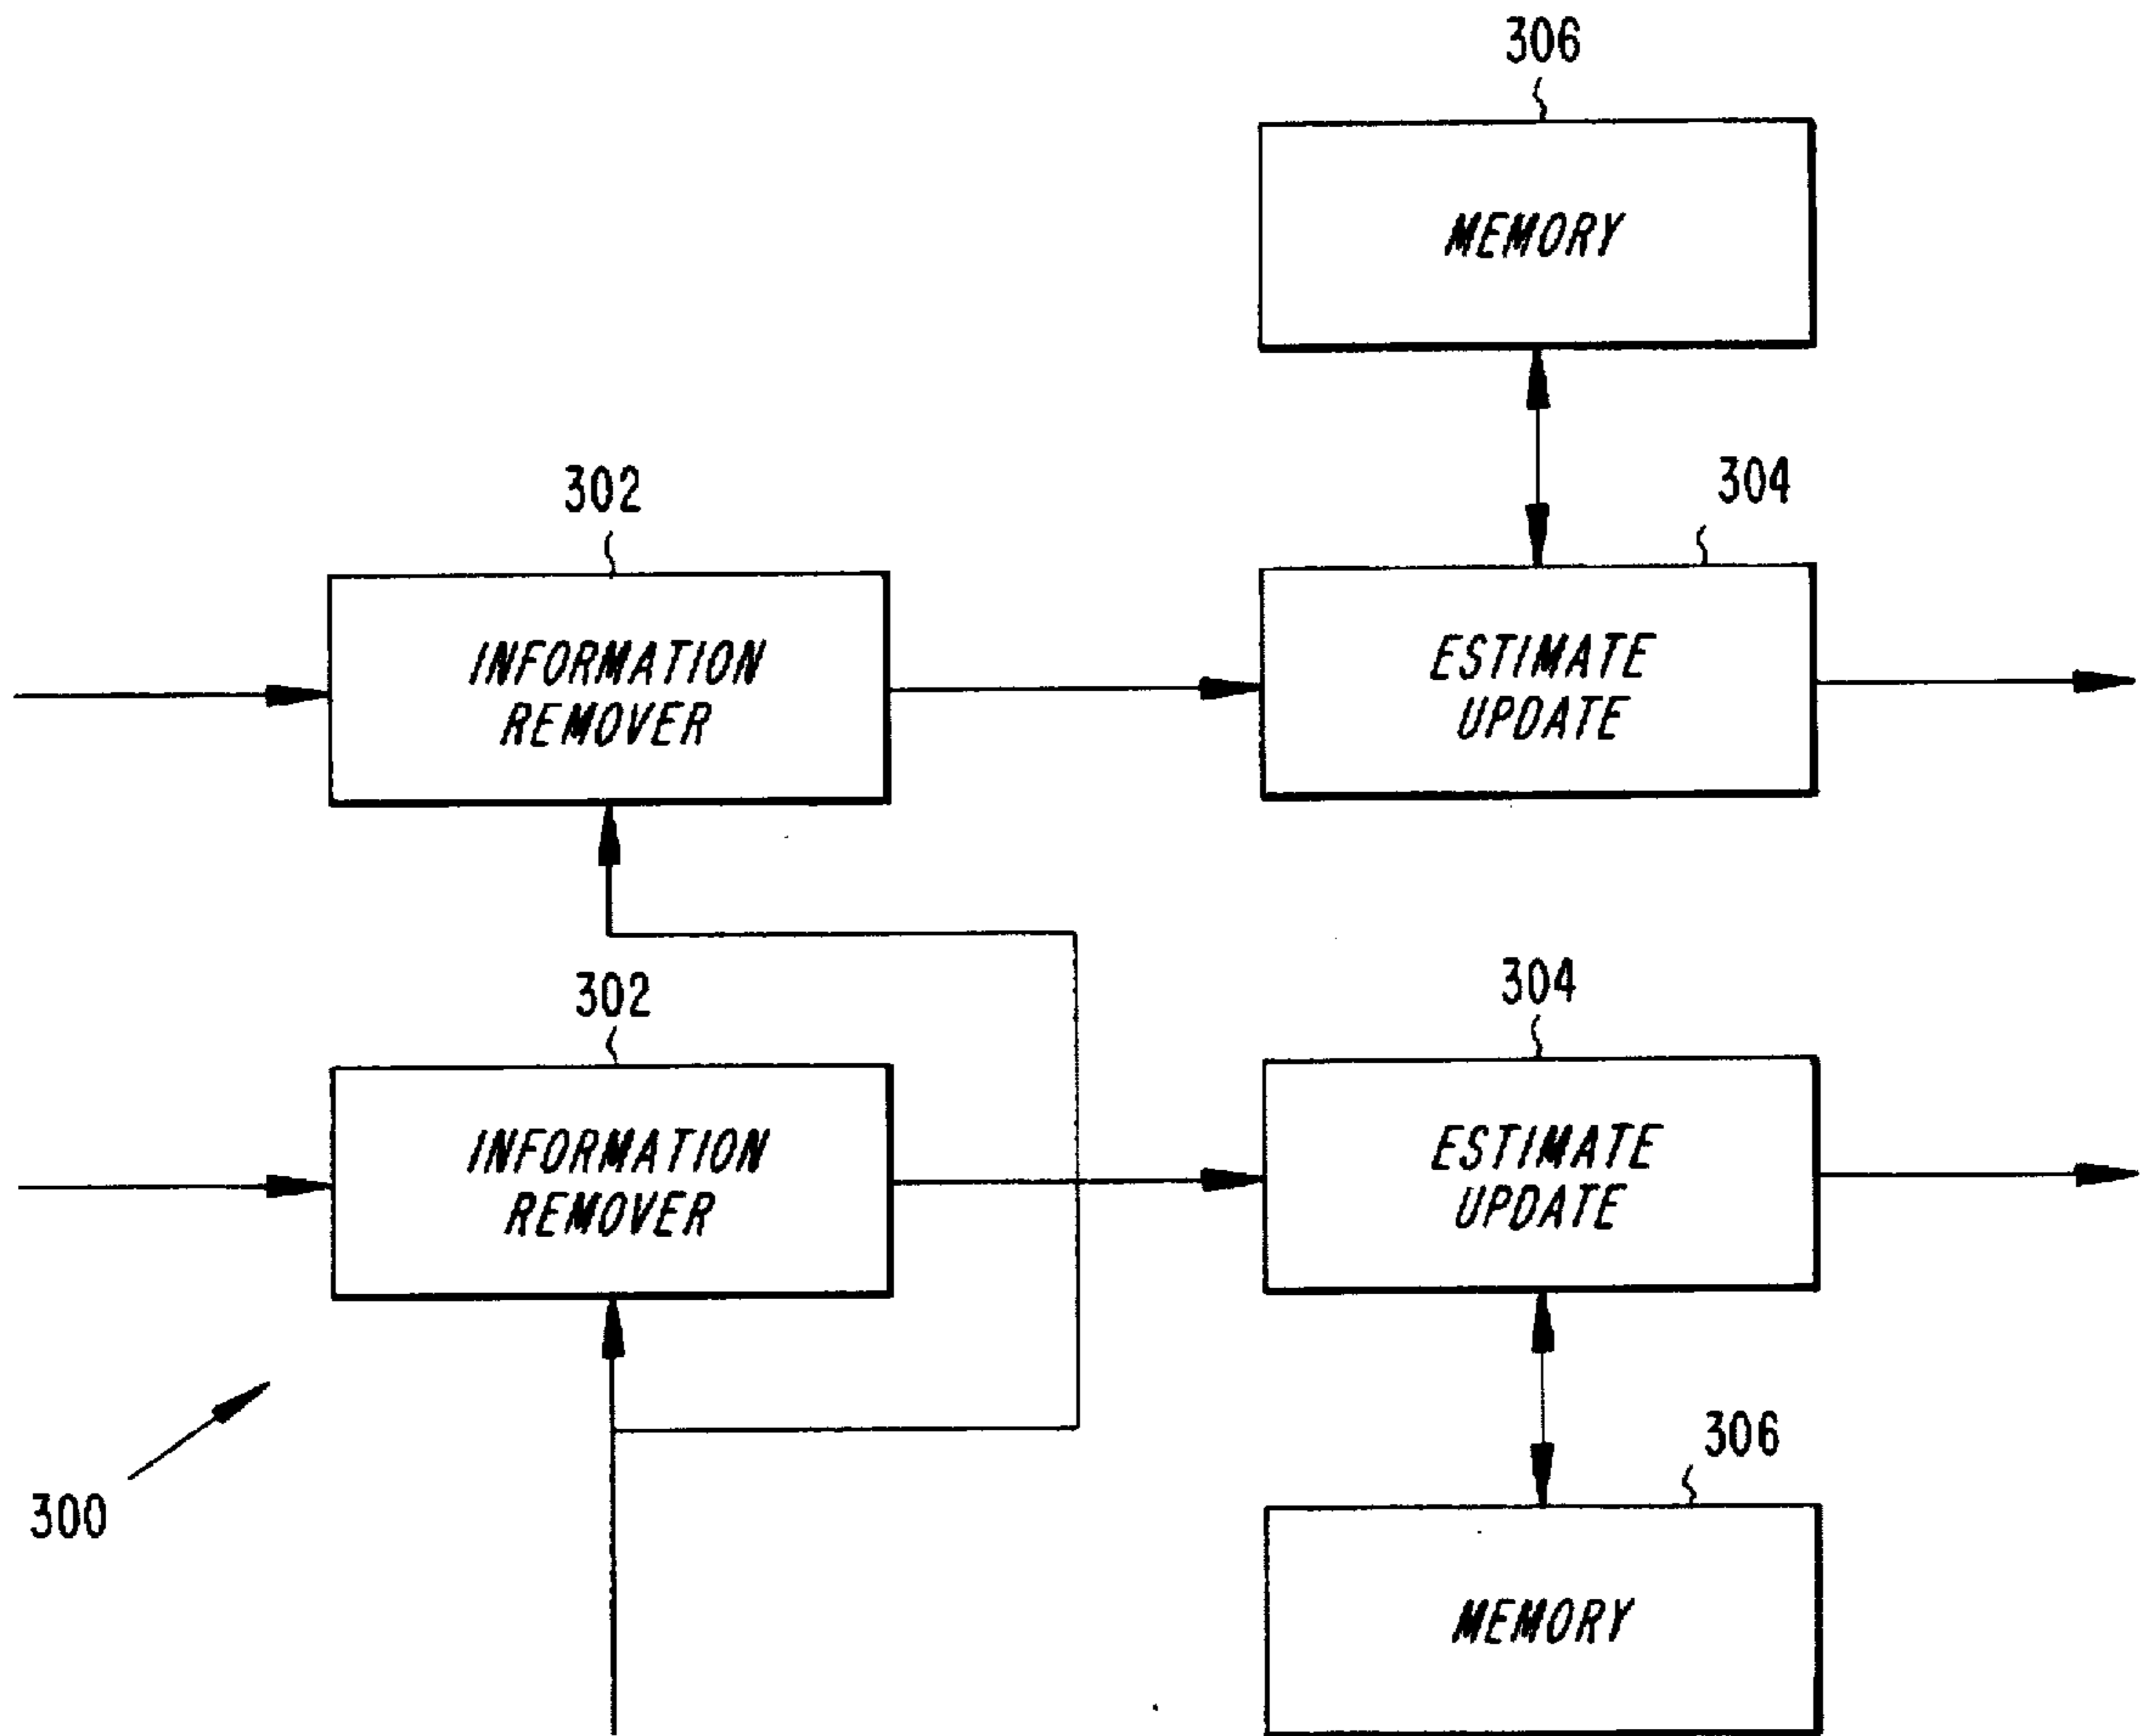 306
MEMORY
302
304
INFORMATION
REMOVER
ESTIMATE
UPDATE
302
304
INFORMATION
REMOVER
ESTIMATE
UPDATE
300
306
MEMORY